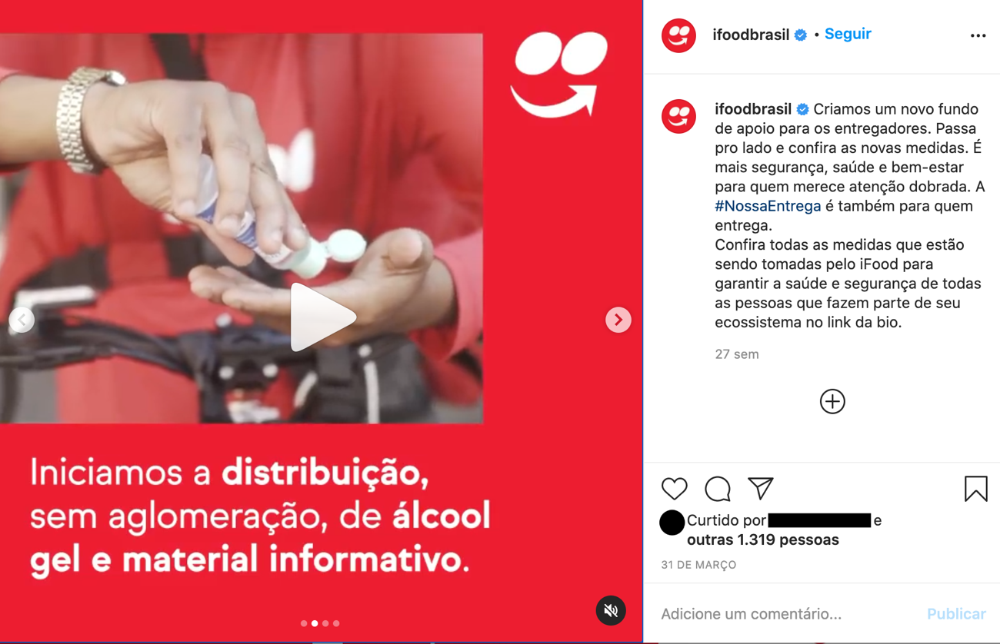 Iniciamos a distribuição,
sem aglomeração, de álcool
gel e material informativo.
ifoodbrasil • Seguir
ifoodbrasil Criamos um novo fundo
de apoio para os entregadores. Passa
pro lado e confira as novas medidas. É
mais segurança, saúde e bem-estar
para quem merece atenção dobrada. A
#NossaEntrega é também para quem
entrega.
Confira todas as medidas que estão
sendo tomadas pelo iFood para
garantir a saúde e segurança de todas
as pessoas que fazem parte de seu
ecossistema no link da bio.
27 sem
Curtido por e
outras 1.319 pessoas
31 DE MARÇO
Adicione um comentário... Publicar